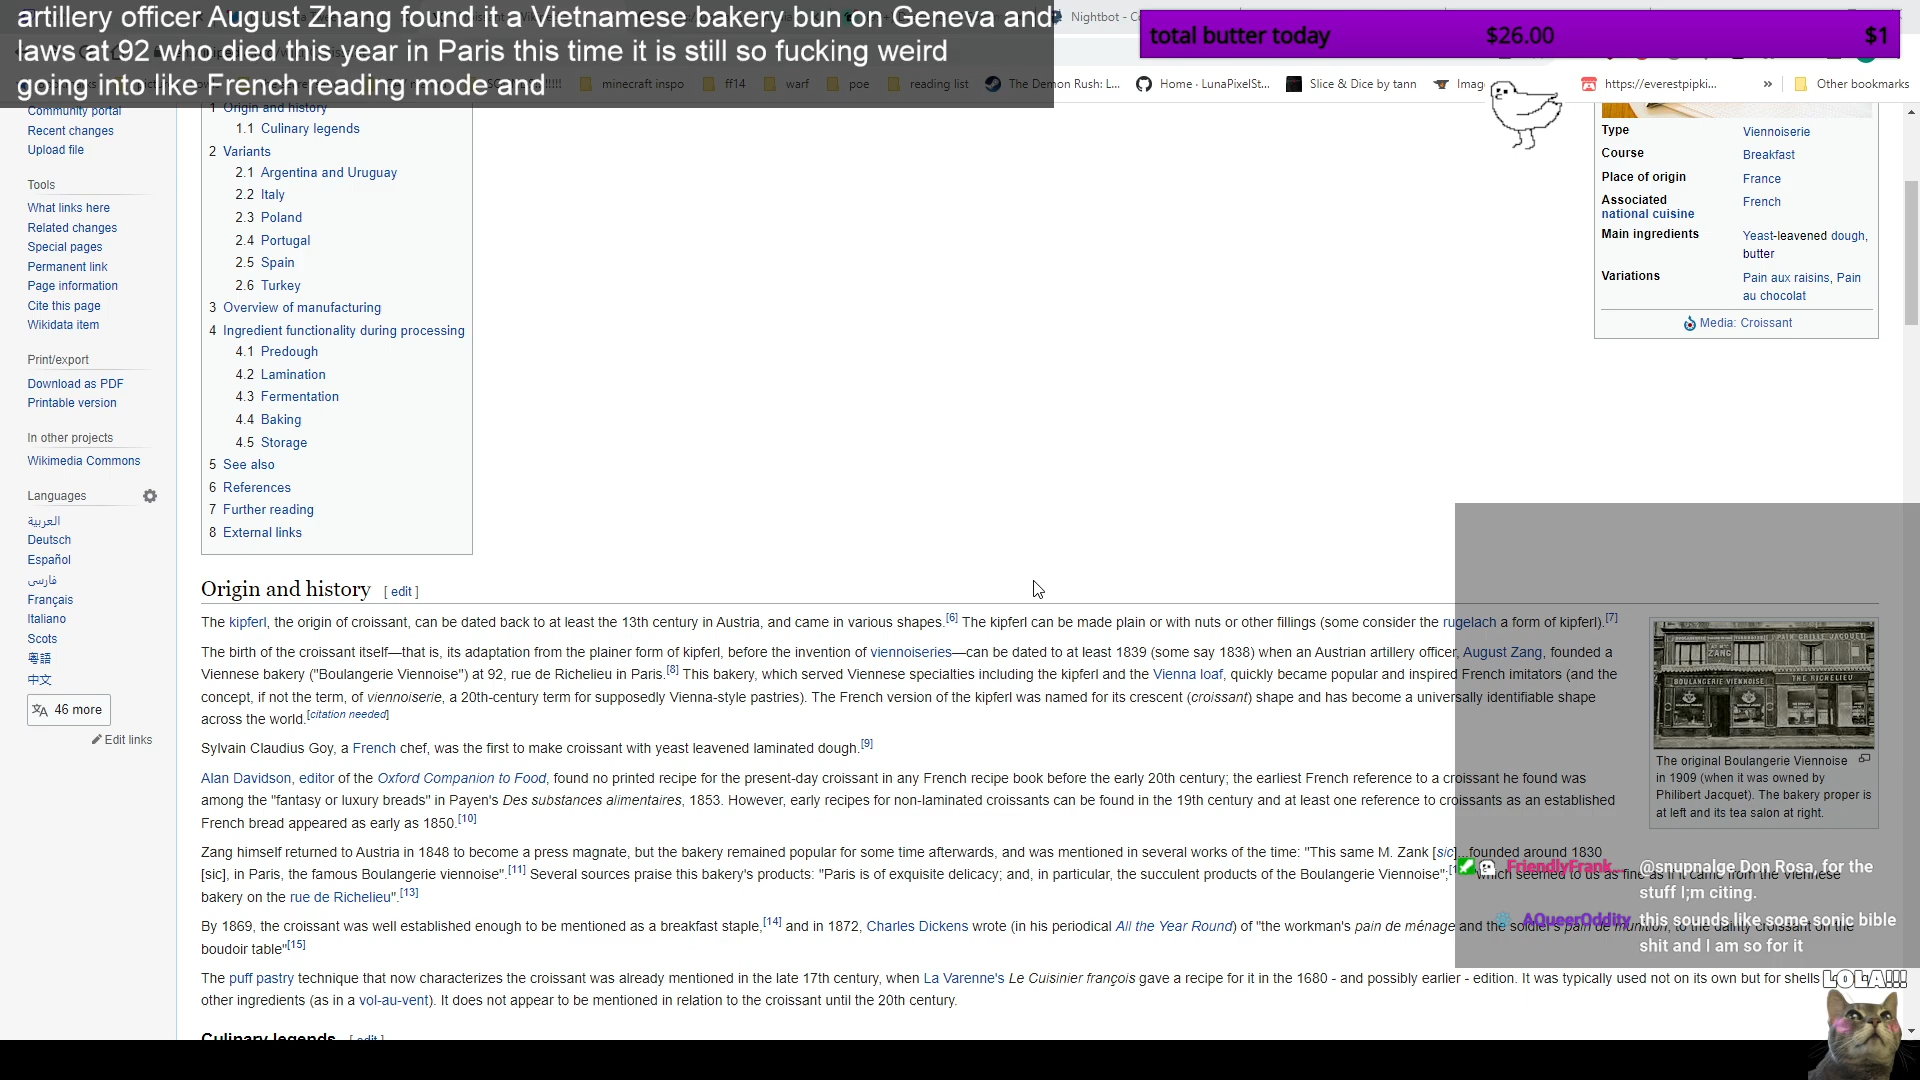 artillery officer August Zhang found it a Vietnamese bakery bun on Geneva and
laws at 92 who died this year in Paris this time it is still so fucking weird
going into like French reading mode and
Nightbot - C
total butter today $26.00 $1
minecraft inspo ff14 warf poe reading list The Demon Rush: L... Home · LunaPixelSt... Slice & Dice by tann Imag https://everestpipki... » Other bookmarks
Community portal
Recent changes
Upload file
Tools
What links here
Related changes
Special pages
Permanent link
Page information
Cite this page
Wikidata item
Print/export
Download as PDF
Printable version
In other projects
Wikimedia Commons
Languages
العربية
Deutsch
Español
فارسی
Français
Italiano
Scots
粵語
中文
46 more
Edit links
1 Origin and history
1.1 Culinary legends
2 Variants
2.1 Argentina and Uruguay
2.2 Italy
2.3 Poland
2.4 Portugal
2.5 Spain
2.6 Turkey
3 Overview of manufacturing
4 Ingredient functionality during processing
4.1 Predough
4.2 Lamination
4.3 Fermentation
4.4 Baking
4.5 Storage
5 See also
6 References
7 Further reading
8 External links
Type Viennoiserie
Course Breakfast
Place of origin France
Associated French
national cuisine
Main ingredients Yeast-leavened dough,
butter
Variations Pain aux raisins, Pain
au chocolat
Media: Croissant
Origin and history [ edit ]
The kipferl, the origin of croissant, can be dated back to at least the 13th century in Austria, and came in various shapes.[6] The kipferl can be made plain or with nuts or other fillings (some consider the rugelach a form of kipferl).[7]
The birth of the croissant itself—that is, its adaptation from the plainer form of kipferl, before the invention of viennoiseries—can be dated to at least 1839 (some say 1838) when an Austrian artillery officer, August Zang, founded a
Viennese bakery ("Boulangerie Viennoise") at 92, rue de Richelieu in Paris.[8] This bakery, which served Viennese specialties including the kipferl and the Vienna loaf, quickly became popular and inspired French imitators (and the
concept, if not the term, of viennoiserie, a 20th-century term for supposedly Vienna-style pastries). The French version of the kipferl was named for its crescent (croissant) shape and has become a universally identifiable shape
across the world.[citation needed]
Sylvain Claudius Goy, a French chef, was the first to make croissant with yeast leavened laminated dough.[9]
Alan Davidson, editor of the Oxford Companion to Food, found no printed recipe for the present-day croissant in any French recipe book before the early 20th century; the earliest French reference to a croissant he found was
among the "fantasy or luxury breads" in Payen's Des substances alimentaires, 1853. However, early recipes for non-laminated croissants can be found in the 19th century and at least one reference to croissants as an established
French bread appeared as early as 1850.[10]
Zang himself returned to Austria in 1848 to become a press magnate, but the bakery remained popular for some time afterwards, and was mentioned in several works of the time: "This same M. Zank [sic]...founded around 1830
[sic], in Paris, the famous Boulangerie viennoise".[11] Several sources praise this bakery's products: "Paris is of exquisite delicacy; and, in particular, the succulent products of the Boulangerie Viennoise"; "which seemed to us as fine as if it came from the Viennese
bakery on the rue de Richelieu".[13]
By 1869, the croissant was well established enough to be mentioned as a breakfast staple,[14] and in 1872, Charles Dickens wrote (in his periodical All the Year Round) of "the workman's pain de ménage and the soldier's pain de munition, to the dainty croissant on the
boudoir table"[15]
The puff pastry technique that now characterizes the croissant was already mentioned in the late 17th century, when La Varenne's Le Cuisinier françois gave a recipe for it in the 1680 - and possibly earlier - edition. It was typically used not on its own but for shells
other ingredients (as in a vol-au-vent). It does not appear to be mentioned in relation to the croissant until the 20th century.
Culinary legends [ edit ]
BOULANGERIE VIENNOISE THE RICHELIEU
ZANG
The original Boulangerie Viennoise
in 1909 (when it was owned by
Philibert Jacquet). The bakery proper is
at left and its tea salon at right.
FriendlyFrank... @snupnalge Don Rosa, for the
stuff I;m citing.
AQueerOddity this sounds like some sonic bible
shit and I am so for it
LOLA!!!